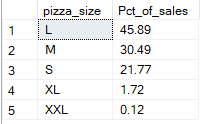 pizza_size Pct_of_sales
1 L 45.89
2 M 30.49
3 S 21.77
4 XL 1.72
5 XXL 0.12